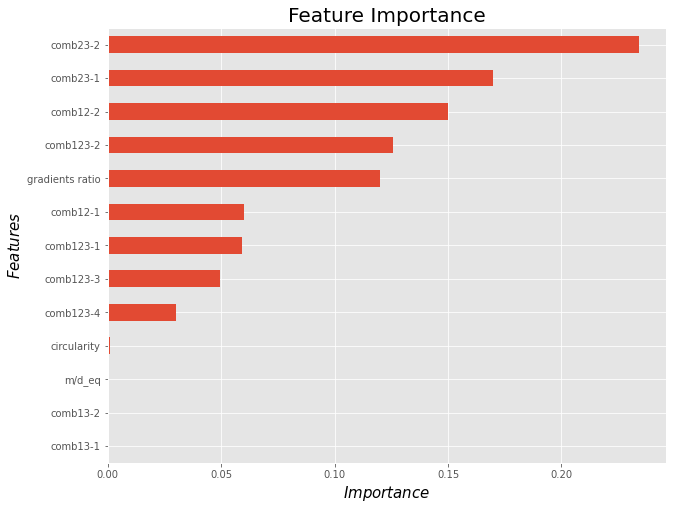 Feature Importance
comb23-2
comb23-1
comb12-2
comb123-2
gradients ratio
comb12-1
comb123-1
comb123-3
comb123-4
circularity
m/d_eq
comb13-2
comb13-1
Features
0.00 0.05 0.10 0.15 0.20
Importance